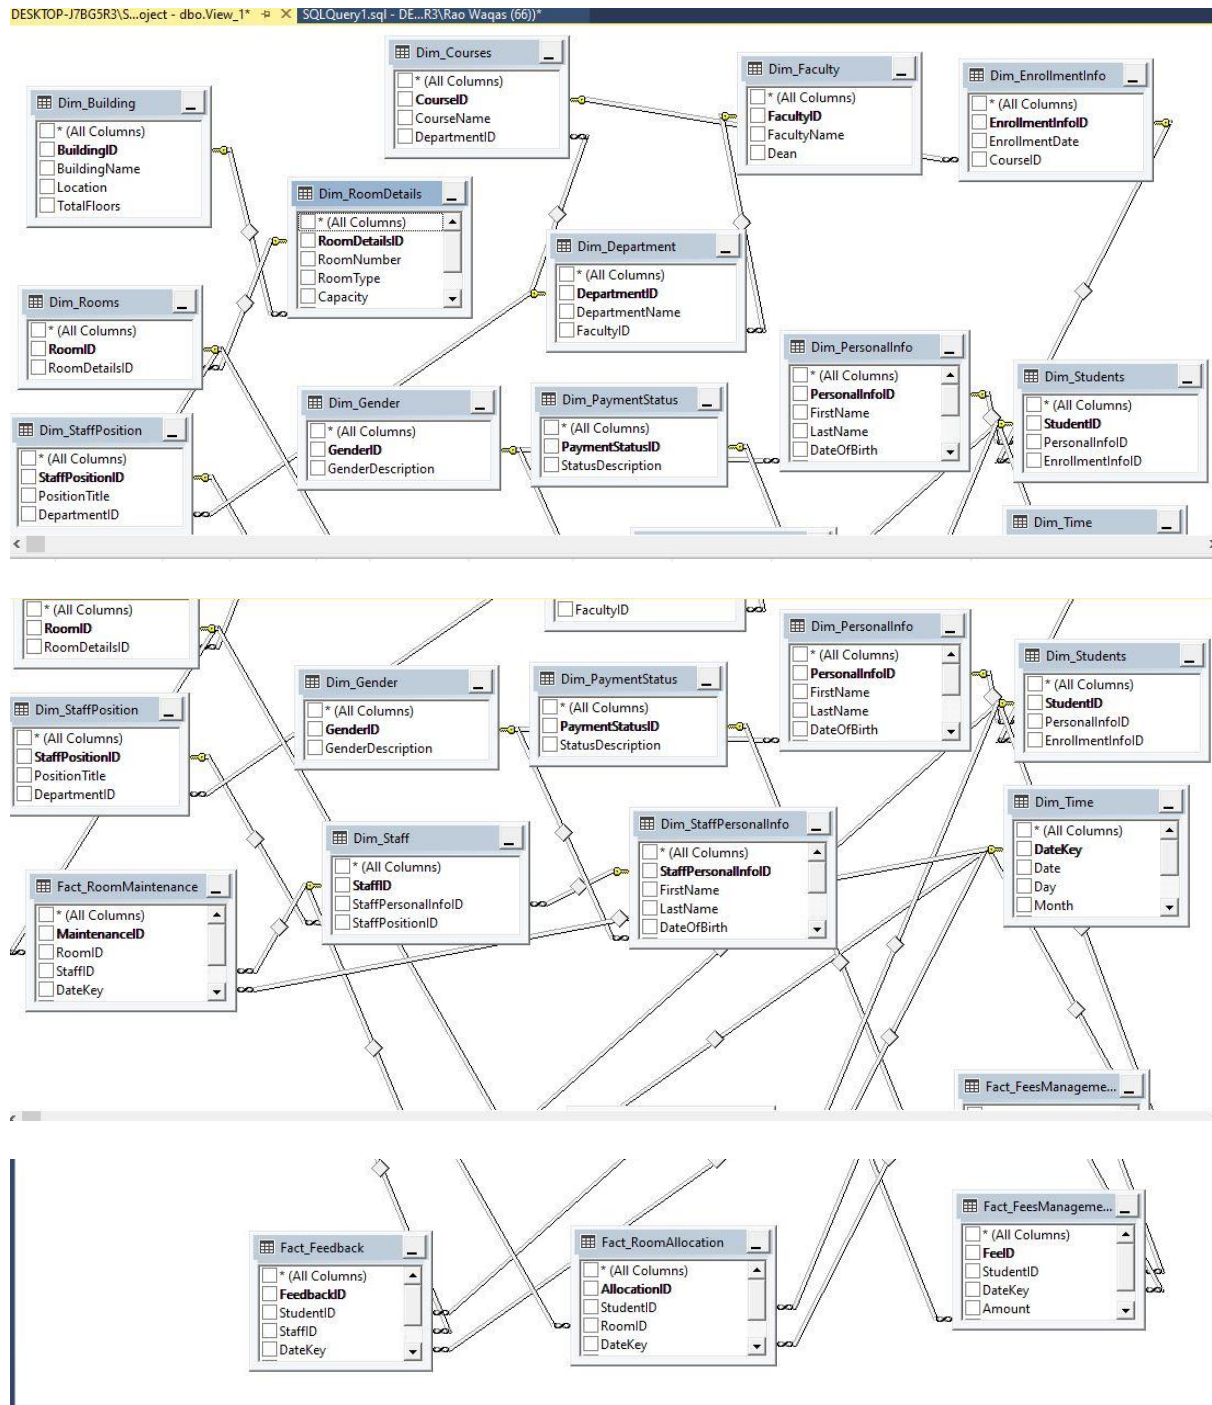 DESKTOP-J7BG5R3\S...oject - dbo.View_1*
SQLQuery1.sql - DE...R3\Rao Waqas (66))*
Dim_Courses
* (All Columns)
CourseID
CourseName
DepartmentID
Dim_Faculty
* (All Columns)
FacultyID
FacultyName
Dean
Dim_EnrollmentInfo
* (All Columns)
EnrollmentInfoID
EnrollmentDate
CourseID
Dim_Building
* (All Columns)
BuildingID
BuildingName
Location
TotalFloors
Dim_RoomDetails
* (All Columns)
RoomDetailsID
RoomNumber
RoomType
Capacity
Dim_Department
* (All Columns)
DepartmentID
DepartmentName
FacultyID
Dim_Rooms
* (All Columns)
RoomID
RoomDetailsID
Dim_PersonalInfo
* (All Columns)
PersonalInfoID
FirstName
LastName
DateOfBirth
Dim_Students
* (All Columns)
StudentID
PersonalInfoID
EnrollmentInfoID
Dim_StaffPosition
* (All Columns)
StaffPositionID
PositionTitle
DepartmentID
Dim_Gender
* (All Columns)
GenderID
GenderDescription
Dim_PaymentStatus
* (All Columns)
PaymentStatusID
StatusDescription
Dim_Time
* (All Columns)
RoomID
RoomDetailsID
FacultyID
Dim_PersonalInfo
* (All Columns)
PersonalInfoID
FirstName
LastName
DateOfBirth
Dim_Students
* (All Columns)
StudentID
PersonalInfoID
EnrollmentInfoID
Dim_StaffPosition
* (All Columns)
StaffPositionID
PositionTitle
DepartmentID
Dim_Gender
* (All Columns)
GenderID
GenderDescription
Dim_PaymentStatus
* (All Columns)
PaymentStatusID
StatusDescription
Dim_Time
* (All Columns)
DateKey
Date
Day
Month
Dim_Staff
* (All Columns)
StaffID
StaffPersonalInfoID
StaffPositionID
Dim_StaffPersonalInfo
* (All Columns)
StaffPersonalInfoID
FirstName
LastName
DateOfBirth
Fact_RoomMaintenance
* (All Columns)
MaintenanceID
RoomID
StaffID
DateKey
Fact_FeesManageme...
Fact_Feedback
* (All Columns)
FeedbackID
StudentID
StaffID
DateKey
Fact_RoomAllocation
* (All Columns)
AllocationID
StudentID
RoomID
DateKey
Fact_FeesManageme...
* (All Columns)
FeeID
StudentID
DateKey
Amount